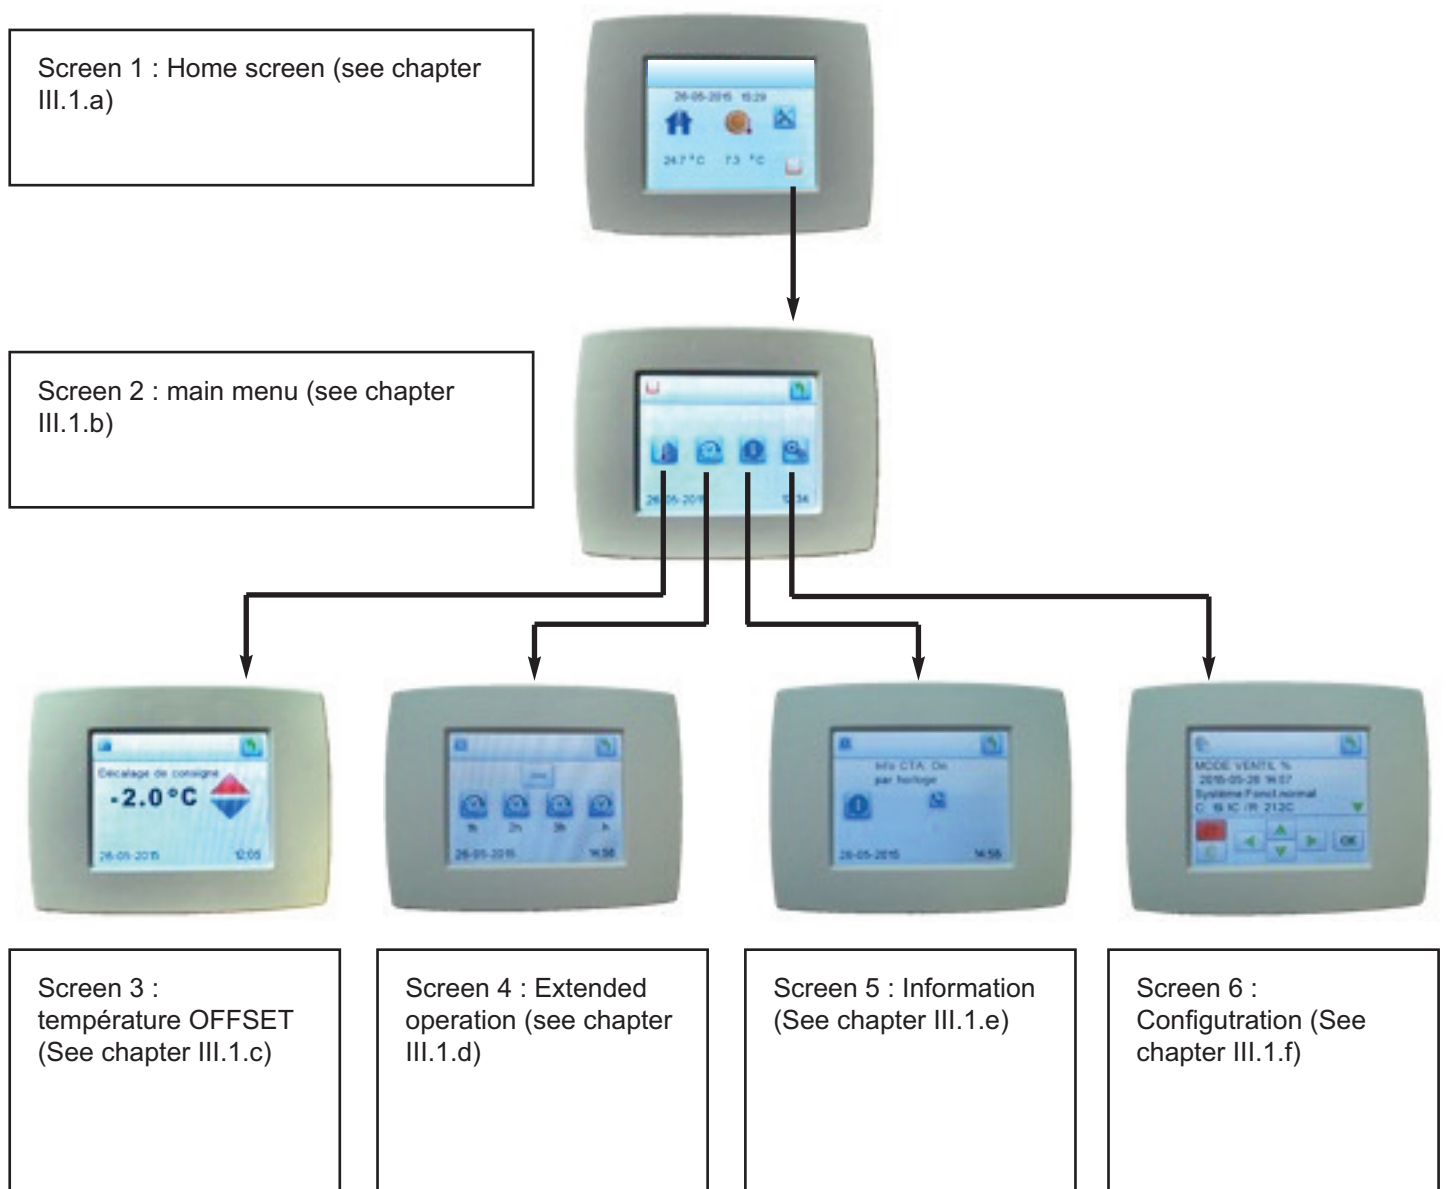 Screen 1 : Home screen (see chapter
III.1.a)
26-05-2015 15:29
24.7 °C 7.3 °C
Screen 2 : main menu (see chapter
III.1.b)
Décalage de consigne
-2.0°C
26-05-2015 12:05
1h 2h 3h h
26-05-2015 14:56
Info CTA: On
par horloge
26-05-2015 14:56
MODE VENTIL %
Système Fonct.normal
OK
C
Screen 3 :
température OFFSET
(See chapter III.1.c)
Screen 4 : Extended
operation (see chapter
III.1.d)
Screen 5 : Information
(See chapter III.1.e)
Screen 6 :
Configutration (See
chapter III.1.f)